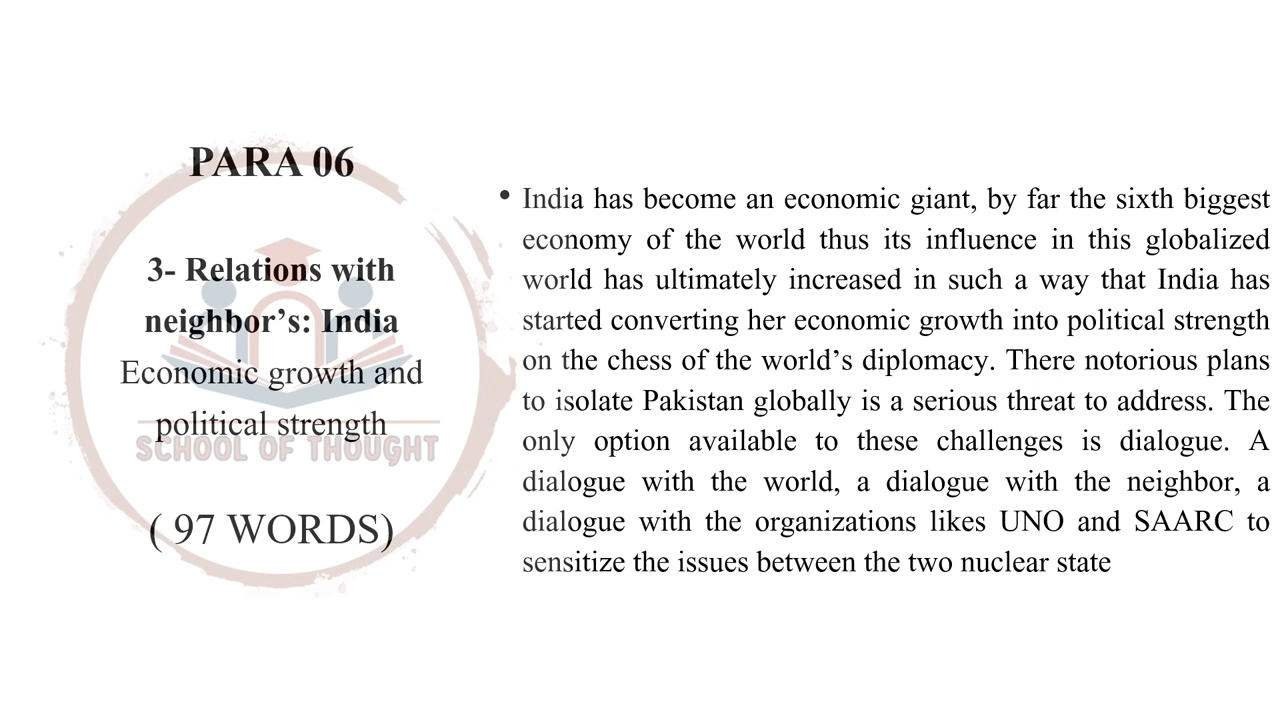 PARA 06
3- Relations with
neighbor’s: India
Economic growth and
political strength
SCHOOL OF THOUGHT
( 97 WORDS)
• India has become an economic giant, by far the sixth biggest
economy of the world thus its influence in this globalized
world has ultimately increased in such a way that India has
started converting her economic growth into political strength
on the chess of the world’s diplomacy. There notorious plans
to isolate Pakistan globally is a serious threat to address. The
only option available to these challenges is dialogue. A
dialogue with the world, a dialogue with the neighbor, a
dialogue with the organizations likes UNO and SAARC to
sensitize the issues between the two nuclear state